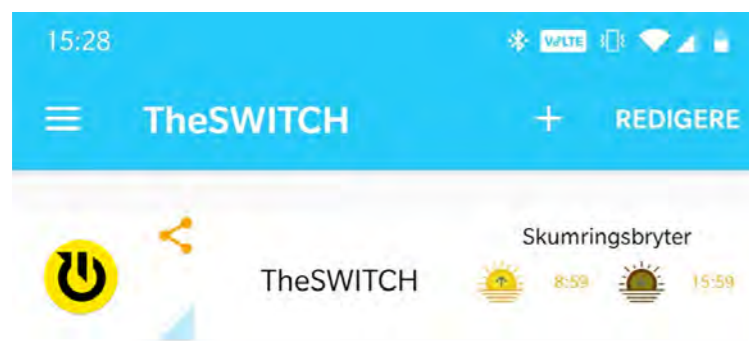 15:28 VoLTE
TheSWITCH + REDIGERE
Skumringsbryter
TheSWITCH 8:59 15:59